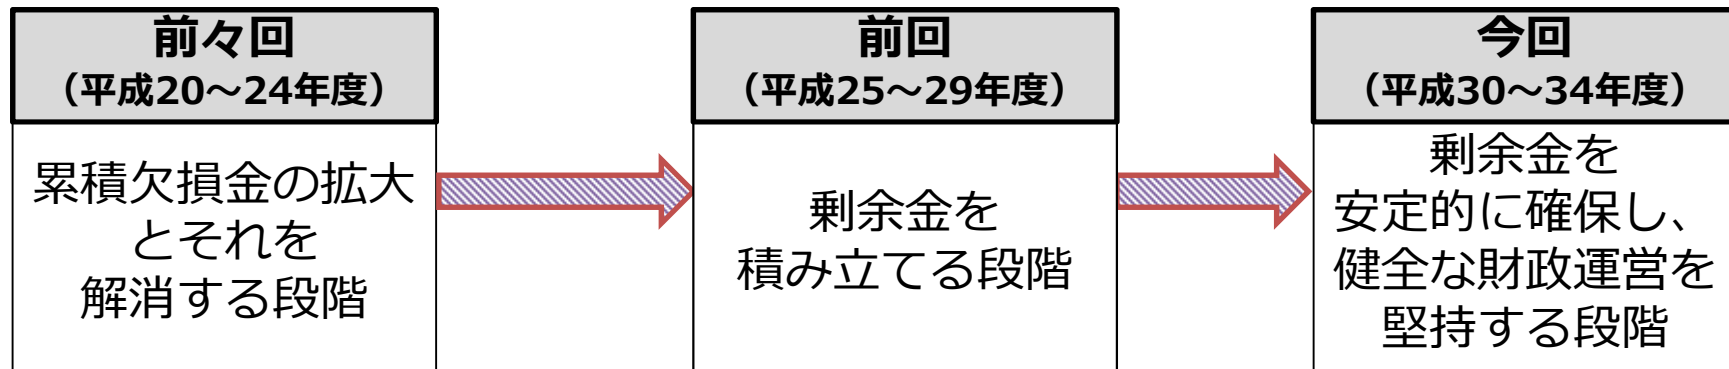 前々回
（平成20～24年度）
累積欠損金の拡大
とそれを
解消する段階
前回
（平成25～29年度）
剰余金を
積み立てる段階
今回
（平成30～34年度）
剰余金を
安定的に確保し、
健全な財政運営を
堅持する段階